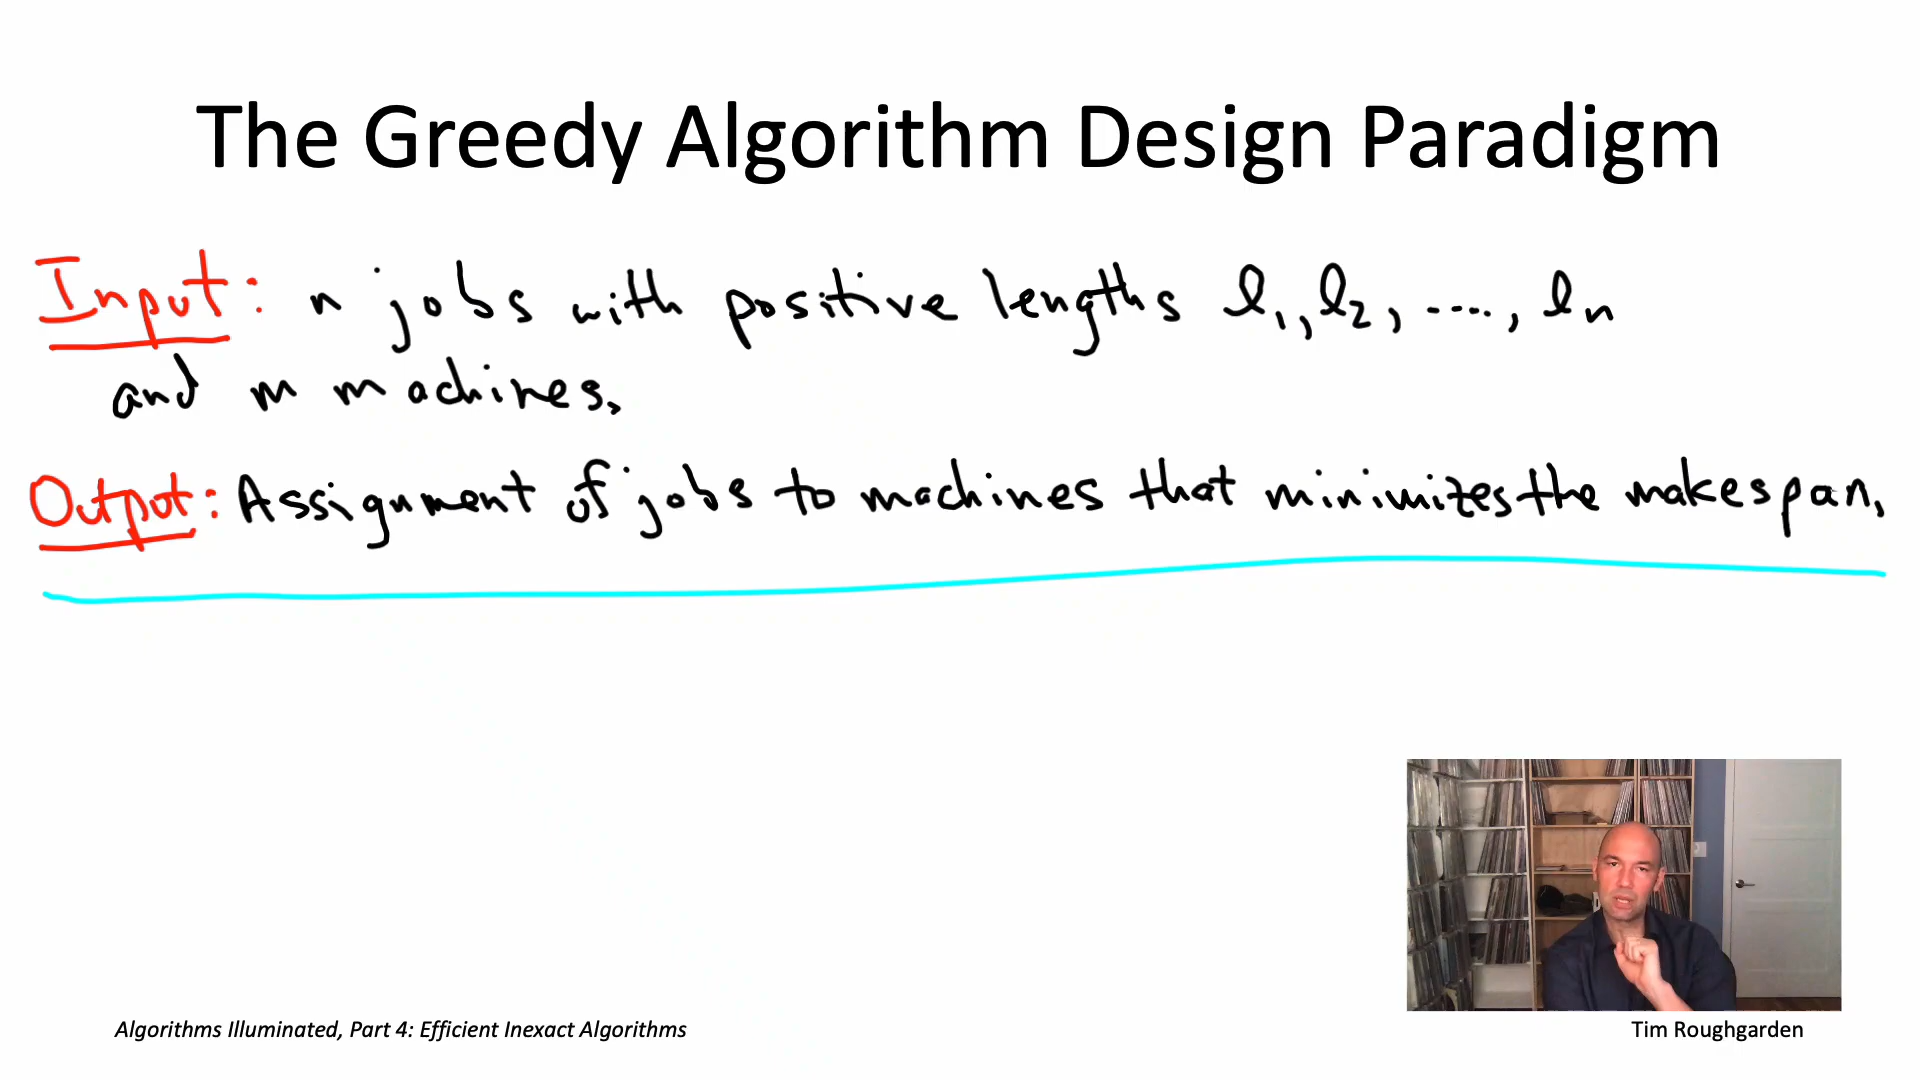 The Greedy Algorithm Design Paradigm
Input: n jobs with positive lengths l₁, l₂, ...., lₙ
and m machines.
Output: Assignment of jobs to machines that minimizes the makespan.
Algorithms Illuminated, Part 4: Efficient Inexact Algorithms
Tim Roughgarden